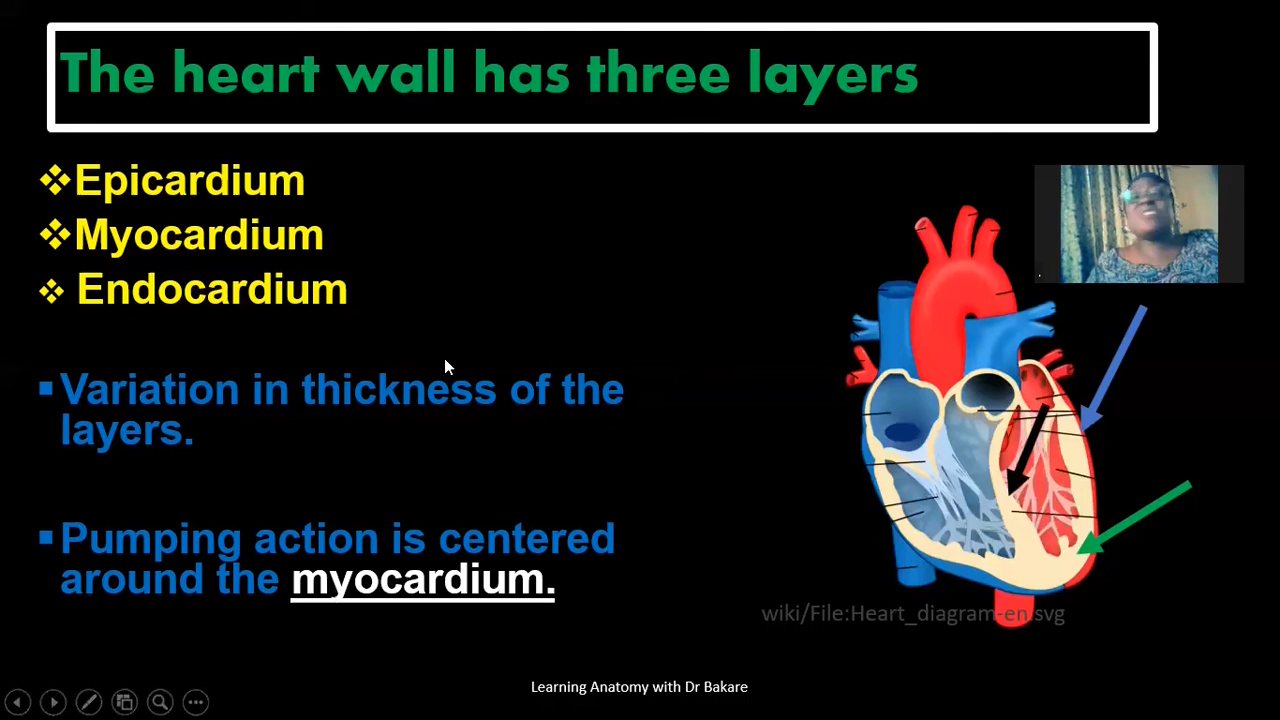 The heart wall has three layers
Epicardium
Myocardium
Endocardium
Variation in thickness of the
layers.
Pumping action is centered
around the myocardium.
wiki/File:Heart_diagram-en.svg
Learning Anatomy with Dr Bakare